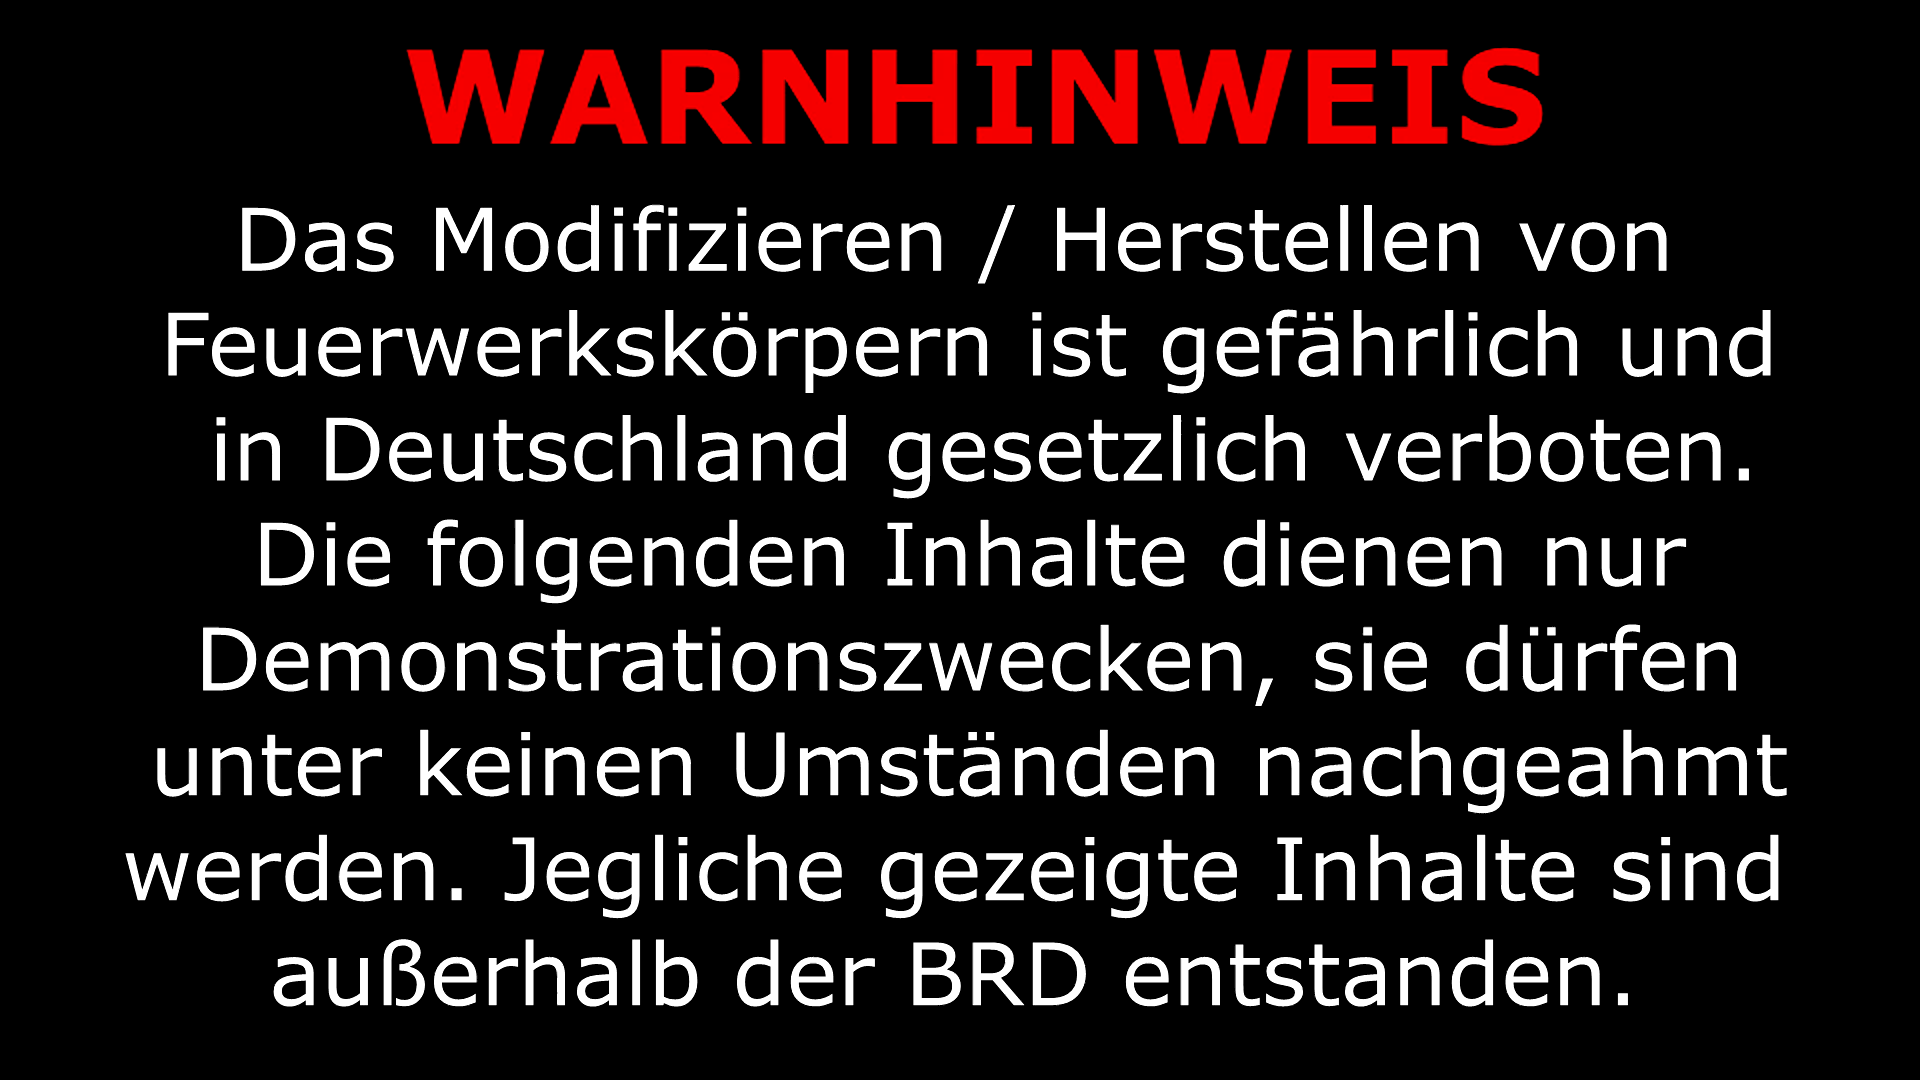 WARNHINWEIS
Das Modifizieren / Herstellen von
Feuerwerkskörpern ist gefährlich und
in Deutschland gesetzlich verboten.
Die folgenden Inhalte dienen nur
Demonstrationszwecken, sie dürfen
unter keinen Umständen nachgeahmt
werden. Jegliche gezeigte Inhalte sind
außerhalb der BRD entstanden.